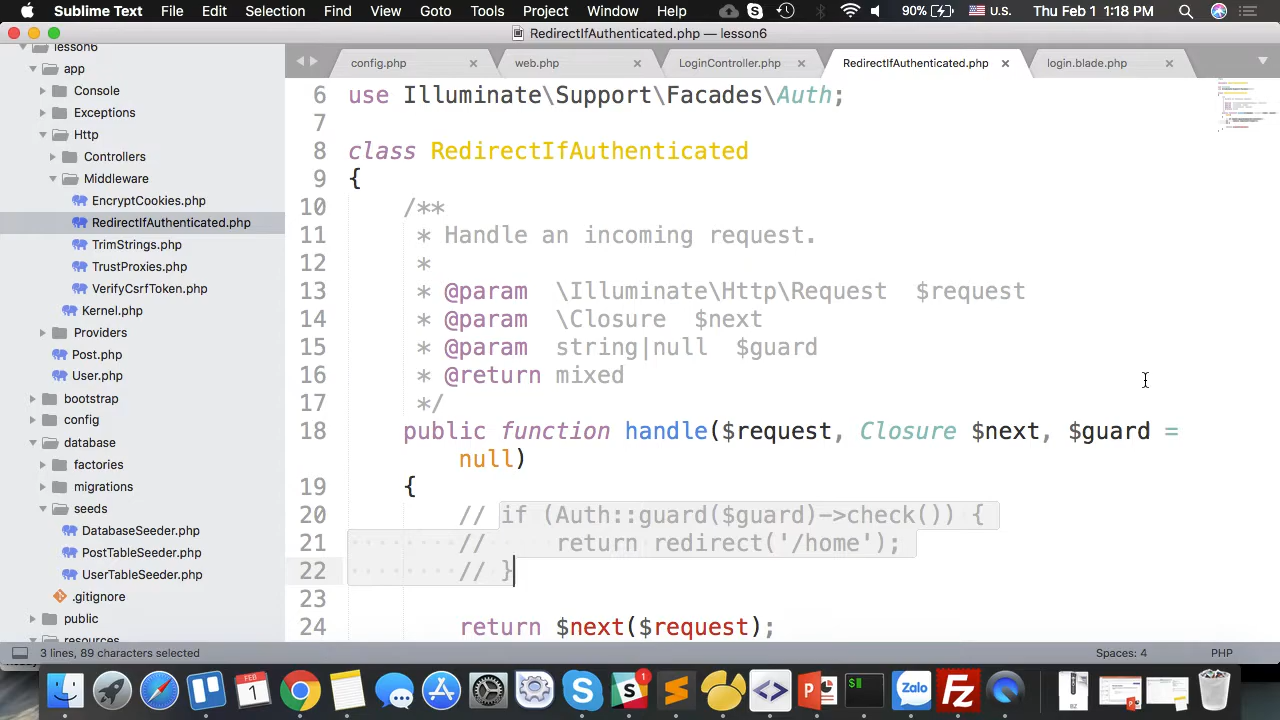 Sublime Text File Edit Selection Find View Goto Tools Project Window Help 90% U.S. Thu Feb 1 1:18 PM
RedirectIfAuthenticated.php — lesson6
config.php web.php LoginController.php RedirectIfAuthenticated.php login.blade.php
lesson6
app
Console
Exceptions
Http
Controllers
Middleware
EncryptCookies.php
RedirectIfAuthenticated.php
TrimStrings.php
TrustProxies.php
VerifyCsrfToken.php
Kernel.php
Providers
Post.php
User.php
bootstrap
config
database
factories
migrations
seeds
DatabaseSeeder.php
PostTableSeeder.php
UserTableSeeder.php
.gitignore
public
resources
6 use Illuminate\Support\Facades\Auth;
7
8 class RedirectIfAuthenticated
9 {
10 /**
11 * Handle an incoming request.
12 *
13 * @param \Illuminate\Http\Request $request
14 * @param \Closure $next
15 * @param string|null $guard
16 * @return mixed
17 */
18 public function handle($request, Closure $next, $guard =
null)
19 {
20 // if (Auth::guard($guard)->check()) {
21 // return redirect('/home');
22 // }
23
24 return $next($request);
3 lines, 89 characters selected Spaces: 4 PHP
FEB
1
1
P
$
Zalo
Fz
BZ